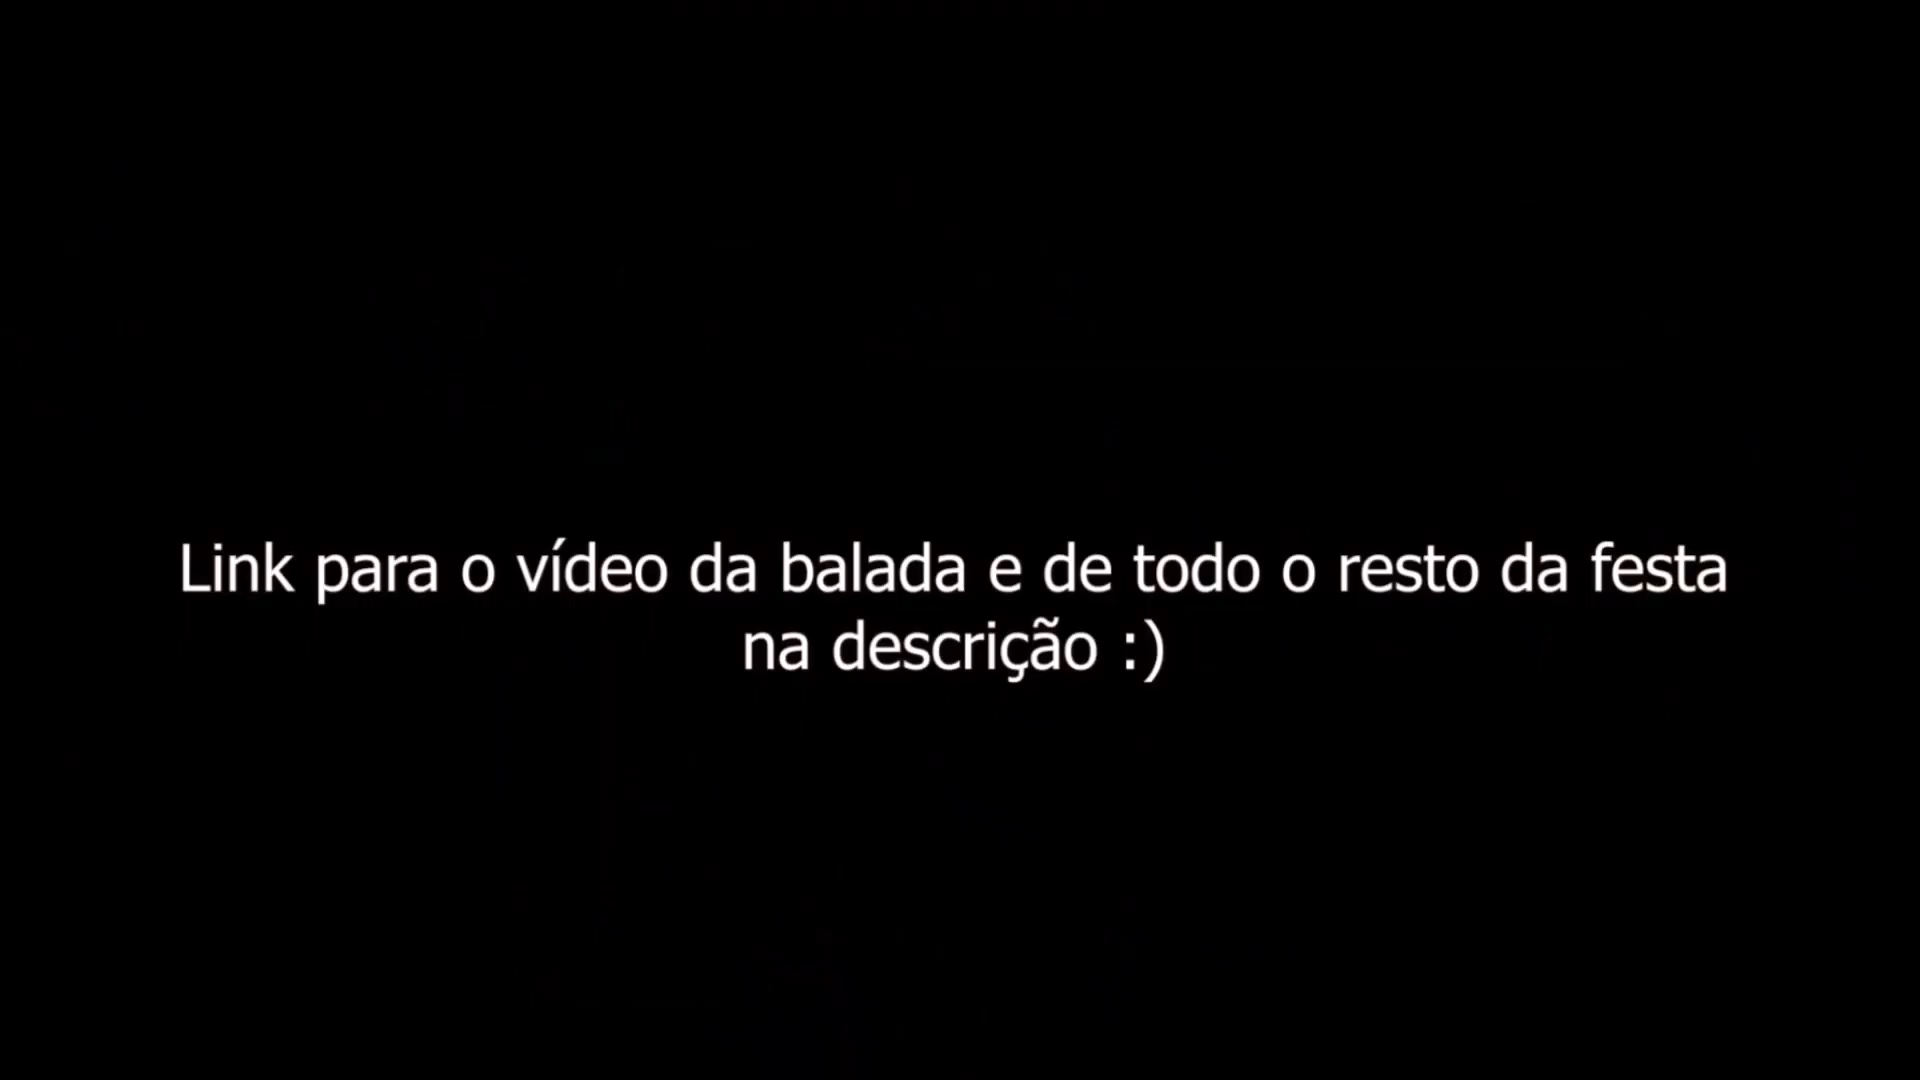 Link para o vídeo da balada e de todo o resto da festa
na descrição :)